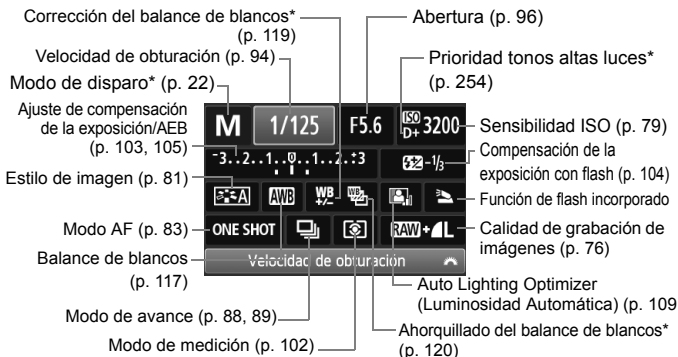 Corrección del balance de blancos*
(p. 119)
Abertura (p. 96)
Velocidad de obturación (p. 94)
Prioridad tonos altas luces*
(p. 254)
Modo de disparo* (p. 22)
Ajuste de compensación
de la exposición/AEB
(p. 103, 105)
M 1/125 F5.6 ISO D+ 3200
Sensibilidad ISO (p. 79)
-3..2..1..0..1..2.+3
-1/3
Compensación de la
exposición con flash (p. 104)
Estilo de imagen (p. 81)
A AWB WB +/- WB
Función de flash incorporado
Modo AF (p. 83)
ONE SHOT RAW+L
Calidad de grabación de
imágenes (p. 76)
Balance de blancos
(p. 117)
Velocidad de obturación
Auto Lighting Optimizer
(Luminosidad Automática) (p. 109
Modo de avance (p. 88, 89)
Ahorquillado del balance de blancos*
(p. 120)
Modo de medición (p. 102)